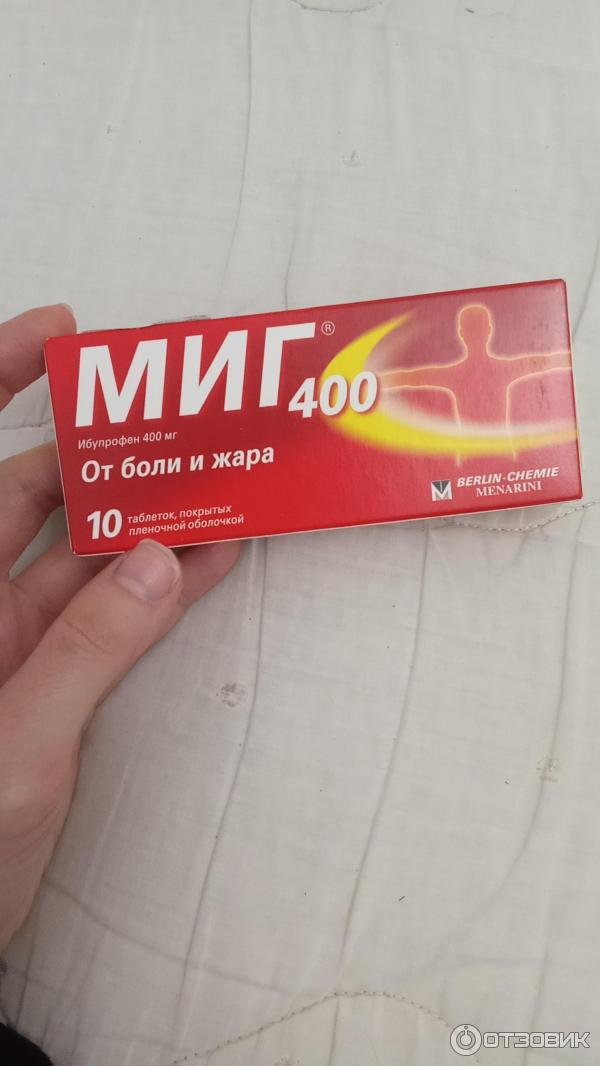 МИГ®400
Ибупрофен 400 мг
От боли и жара
10 таблеток, покрытых
пленочной оболочкой
BERLIN-CHEMIE
MENARINI
ОТЗОВИК